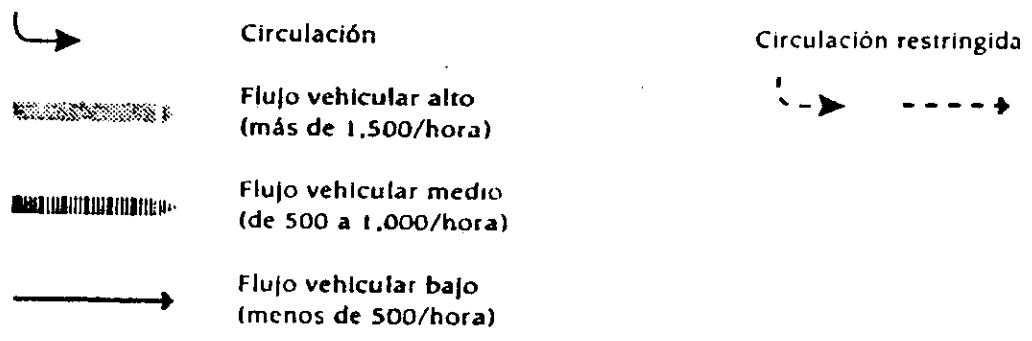 Circulación
Flujo vehicular alto
(más de 1,500/hora)
Flujo vehicular medio
(de 500 a 1,000/hora)
Flujo vehicular bajo
(menos de 500/hora)
Circulación restringida